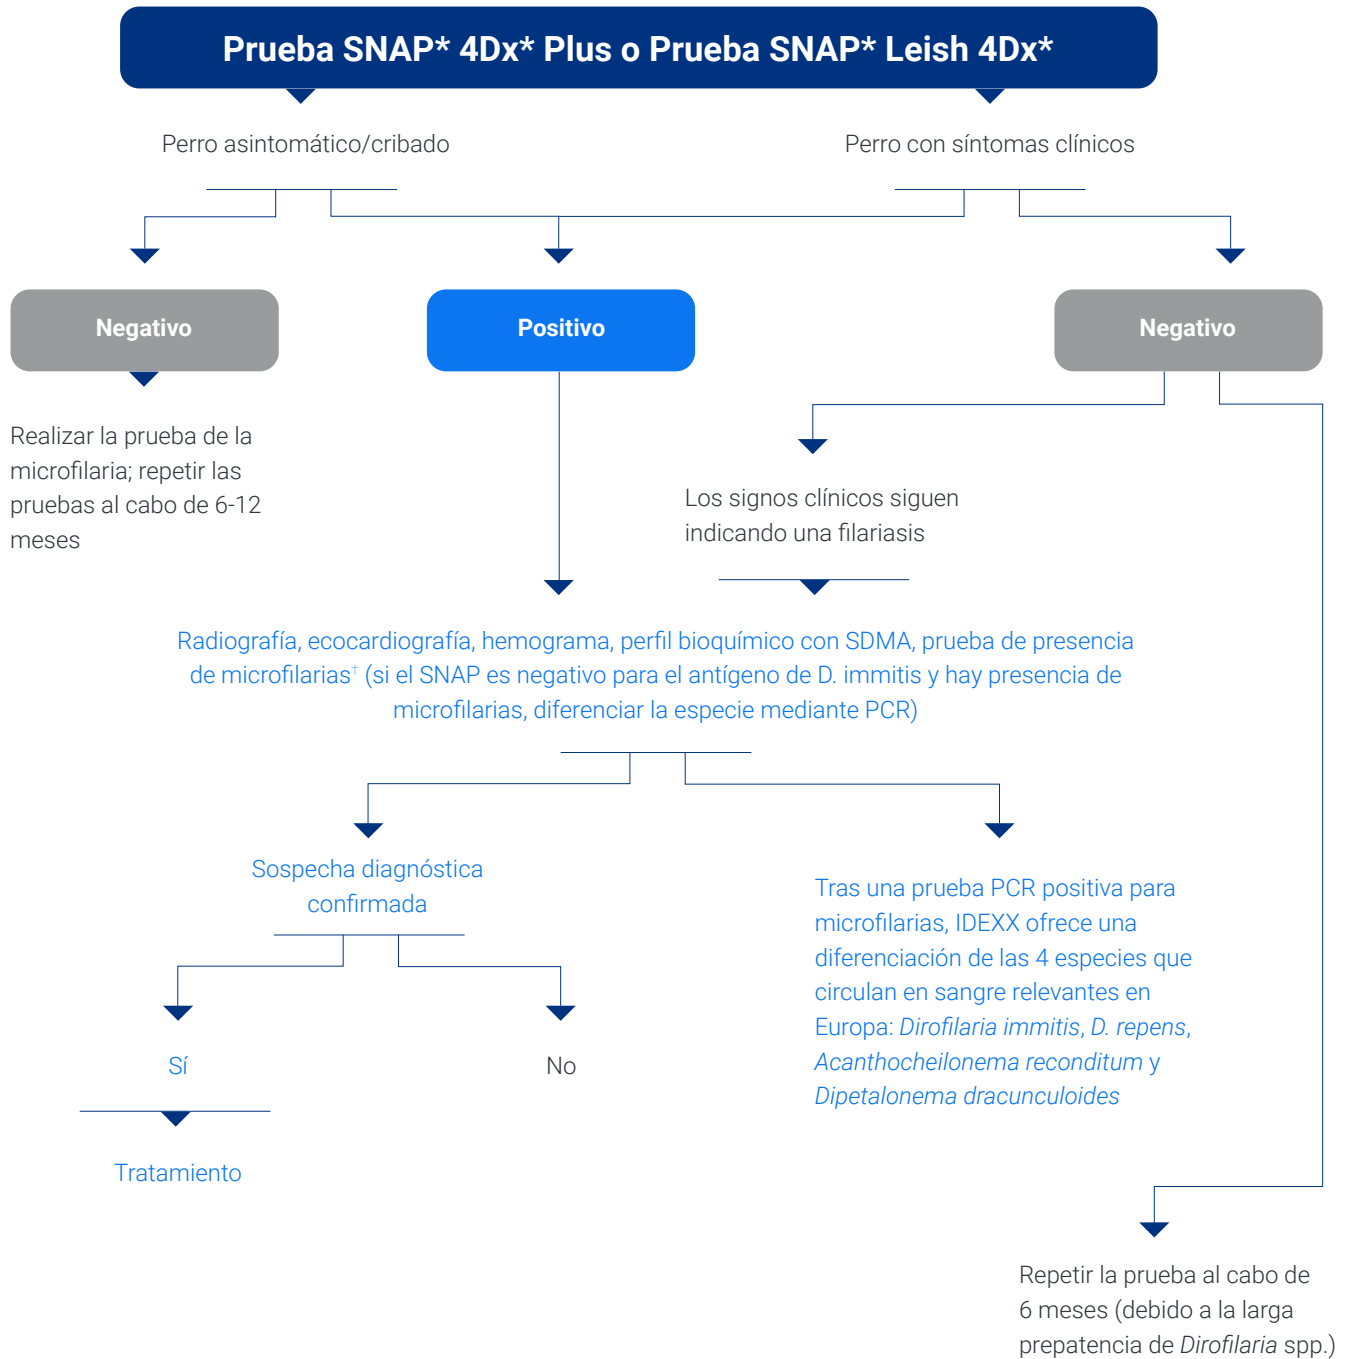 Prueba SNAP* 4Dx* Plus o Prueba SNAP* Leish 4Dx*
Perro asintomático/cribado
Perro con síntomas clínicos
Negativo
Positivo
Negativo
Realizar la prueba de la
microfilaria; repetir las
pruebas al cabo de 6-12
meses
Los signos clínicos siguen
indicando una filariasis
Radiografía, ecocardiografía, hemograma, perfil bioquímico con SDMA, prueba de presencia
de microfilarias† (si el SNAP es negativo para el antígeno de D. immitis y hay presencia de
microfilarias, diferenciar la especie mediante PCR)
Sospecha diagnóstica
confirmada
Tras una prueba PCR positiva para
microfilarias, IDEXX ofrece una
diferenciación de las 4 especies que
circulan en sangre relevantes en
Europa: Dirofilaria immitis, D. repens,
Acanthocheilonema reconditum y
Dipetalonema dracunculoides
Sí
No
Tratamiento
Repetir la prueba al cabo de
6 meses (debido a la larga
prepatencia de Dirofilaria spp.)